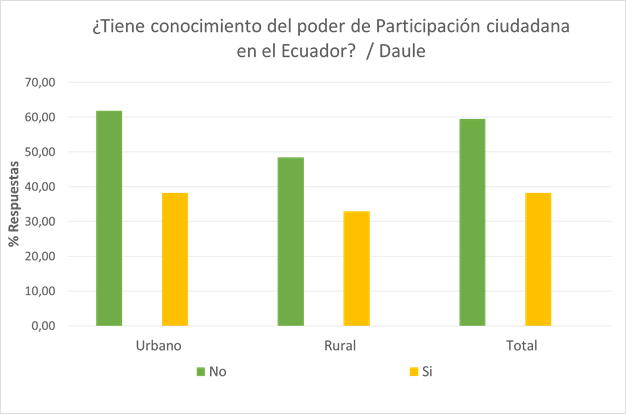 ¿Tiene conocimiento del poder de Participación ciudadana
en el Ecuador?  / Daule
% Respuestas
70,00
60,00
50,00
40,00
30,00
20,00
10,00
0,00
Urbano
Rural
Total
No
Si